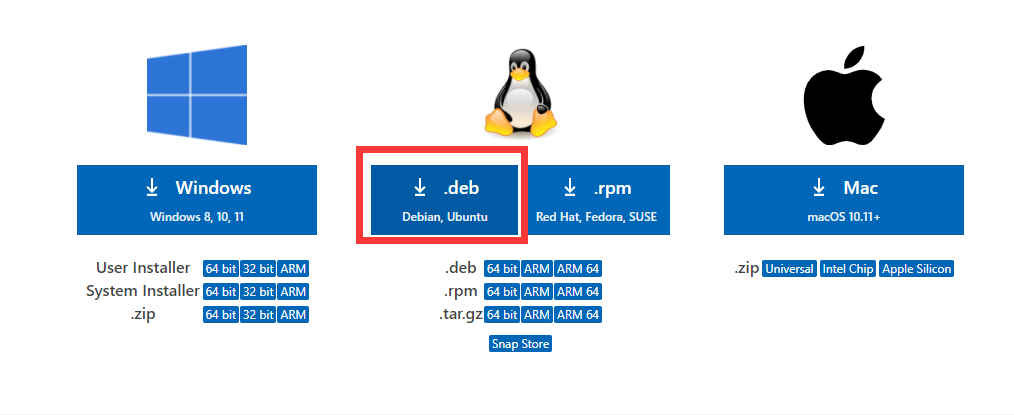 Windows
Windows 8, 10, 11
User Installer 64 bit 32 bit ARM
System Installer 64 bit 32 bit ARM
.zip 64 bit 32 bit ARM
.deb
Debian, Ubuntu
.rpm
Red Hat, Fedora, SUSE
.deb 64 bit ARM ARM 64
.rpm 64 bit ARM ARM 64
.tar.gz 64 bit ARM ARM 64
Snap Store
Mac
macOS 10.11+
.zip Universal Intel Chip Apple Silicon